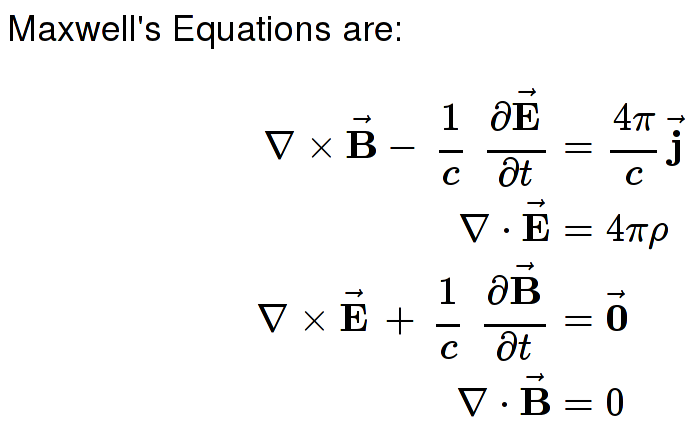 Maxwell's Equations are:
∇ × B⃗ − 1/c ∂E⃗/∂t = 4π/c j⃗
∇ · E⃗ = 4πρ
∇ × E⃗ + 1/c ∂B⃗/∂t = 0⃗
∇ · B⃗ = 0